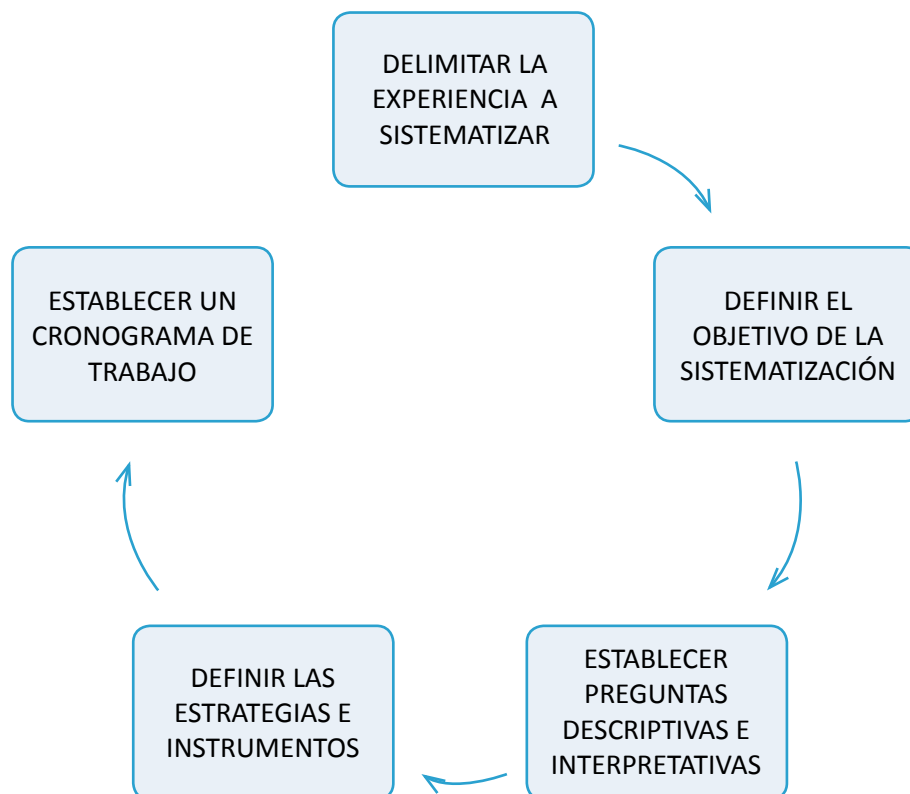 DELIMITAR LA
EXPERIENCIA A
SISTEMATIZAR
DEFINIR EL
OBJETIVO DE LA
SISTEMATIZACIÓN
ESTABLECER
PREGUNTAS
DESCRIPTIVAS E
INTERPRETATIVAS
DEFINIR LAS
ESTRATEGIAS E
INSTRUMENTOS
ESTABLECER UN
CRONOGRAMA DE
TRABAJO